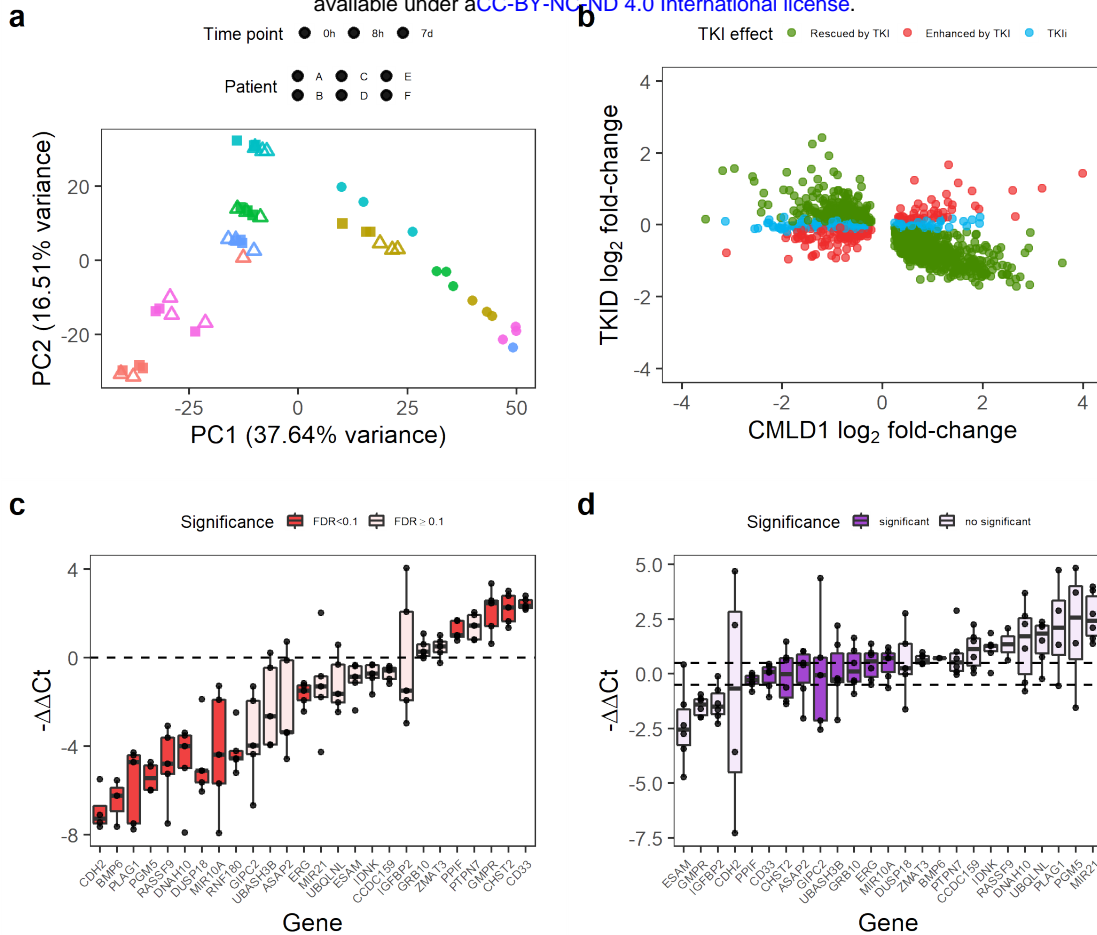 available under aCC-BY-NC-ND 4.0 International license.
a
Time point 0h 8h 7d
Patient A C E
B D F
PC2 (16.51% variance)
20
0
-20
-25 0 25 50
PC1 (37.64% variance)
b
TKI effect Rescued by TKI Enhanced by TKI TKIi
TKID log2 fold-change
4
2
0
-2
-4
-4 -2 0 2 4
CMLD1 log2 fold-change
c
Significance FDR<0.1 FDR ≥ 0.1
-ΔΔCt
4
0
-4
-8
CDH2 BMP6 PLAG1 PGM5 RASSF9 DNAH10 DUSP18 MIR10A RNF180 GIPC2 UBASH3B ASAP2 ERG MIR21 UBQLNL ESAM IDNK CCDC159 IGFBP2 GRB10 ZMAT3 PPIF PTPN7 GMPR CHST2 CD33
Gene
d
Significance significant no significant
-ΔΔCt
5.0
2.5
0.0
-2.5
-5.0
-7.5
ESAM GMPR IGFBP2 CDH2 PPIF CD33 CHST2 ASAP2 GIPC2 UBASH3B GRB10 ERG MIR10A DUSP18 ZMAT3 BMP6 PTPN7 CCDC159 IDNK RASSF9 DNAH10 UBQLNL PLAG1 PGM5 MIR21
Gene